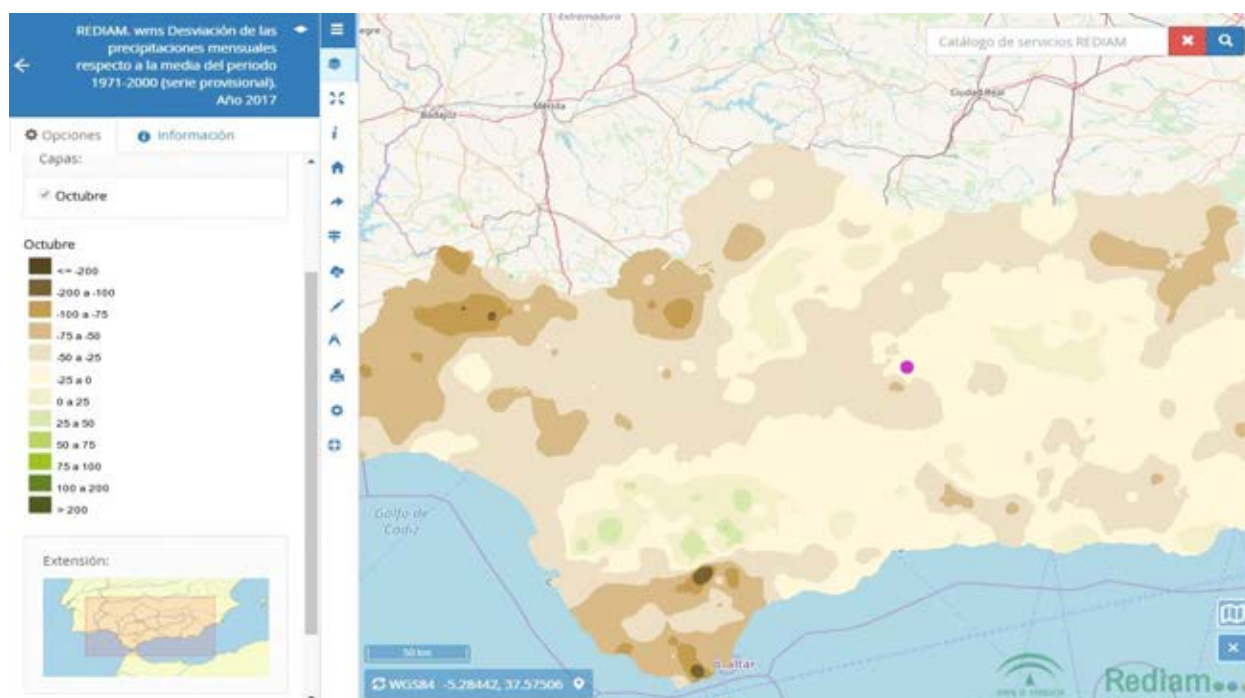 REDIAM. wms Desviación de las
precipitaciones mensuales
respecto a la media del periodo
1971-2000 (serie provisional).
Año 2017
Opciones
Información
Capas:
Octubre
Octubre
<= -200
-200 a -100
-100 a -75
-75 a -50
-50 a -25
-25 a 0
0 a 25
25 a 50
50 a 75
75 a 100
100 a 200
> 200
Extensión:
Extremadura
Catálogo de servicios REDIAM
Badajoz
Mérida
Ciudad Real
Golfo de
Cádiz
50 km
WGS84 -5.28442, 37.57506
Rediam